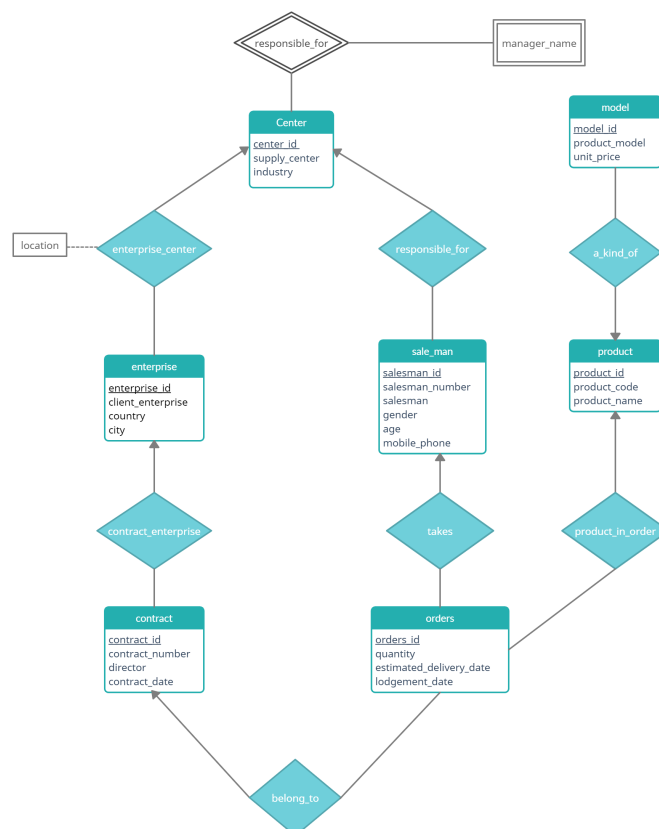 responsible_for
manager_name
model
model_id
product_model
unit_price
Center
center_id
supply_center
industry
location
enterprise_center
responsible_for
a_kind_of
enterprise
enterprise_id
client_enterprise
country
city
sale_man
salesman_id
salesman_number
salesman
gender
age
mobile_phone
product
product_id
product_code
product_name
contract_enterprise
takes
product_in_order
contract
contract_id
contract_number
director
contract_date
orders
orders_id
quantity
estimated_delivery_date
lodgement_date
belong_to